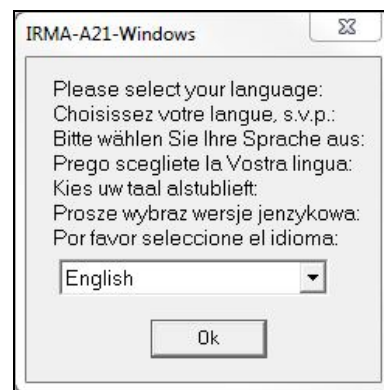 IRMA-A21-Windows
Please select your language:
Choisissez votre langue, s.v.p.:
Bitte wählen Sie Ihre Sprache aus:
Prego scegliete la Vostra lingua:
Kies uw taal alstublieft:
Prosze wybraz wersje jenzykowa:
Por favor seleccione el idioma:
English
Ok